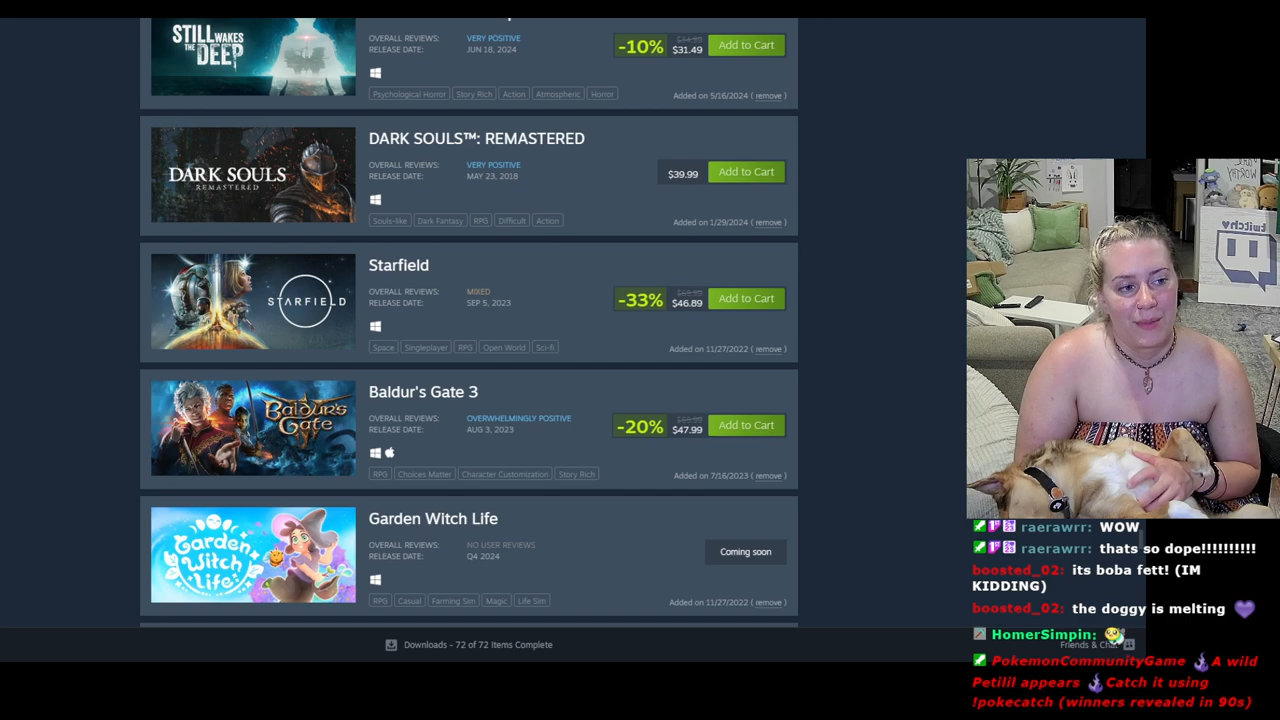 STILL WAKES
THE DEEP
OVERALL REVIEWS: VERY POSITIVE
RELEASE DATE: JUN 18, 2024
-10% $34.99 $31.49 Add to Cart
Psychological Horror Story Rich Action Atmospheric Horror
Added on 5/16/2024 ( remove )
DARK SOULS
REMASTERED
DARK SOULS™: REMASTERED
OVERALL REVIEWS: VERY POSITIVE
RELEASE DATE: MAY 23, 2018
$39.99 Add to Cart
Souls-like Dark Fantasy RPG Difficult Action
Added on 1/29/2024 ( remove )
STARFIELD
Starfield
OVERALL REVIEWS: MIXED
RELEASE DATE: SEP 5, 2023
-33% $69.99 $46.89 Add to Cart
Space Singleplayer RPG Open World Sci-fi
Added on 11/27/2022 ( remove )
BALDUR'S GATE
Baldur's Gate 3
OVERALL REVIEWS: OVERWHELMINGLY POSITIVE
RELEASE DATE: AUG 3, 2023
-20% $59.99 $47.99 Add to Cart
RPG Choices Matter Character Customization Story Rich
Added on 7/16/2023 ( remove )
Garden
Witch
Life
Garden Witch Life
OVERALL REVIEWS: NO USER REVIEWS
RELEASE DATE: Q4 2024
Coming soon
RPG Casual Farming Sim Magic Life Sim
Added on 11/27/2022 ( remove )
Downloads - 72 of 72 Items Complete
Friends & Chat
WORTHY
twitch
raerawrr: WOW
raerawrr: thats so dope!!!!!!!!!!
boosted_02: its boba fett! (IM
KIDDING)
boosted_02: the doggy is melting
HomerSimpin:
PokemonCommunityGame A wild
Petilil appears Catch it using
!pokecatch (winners revealed in 90s)